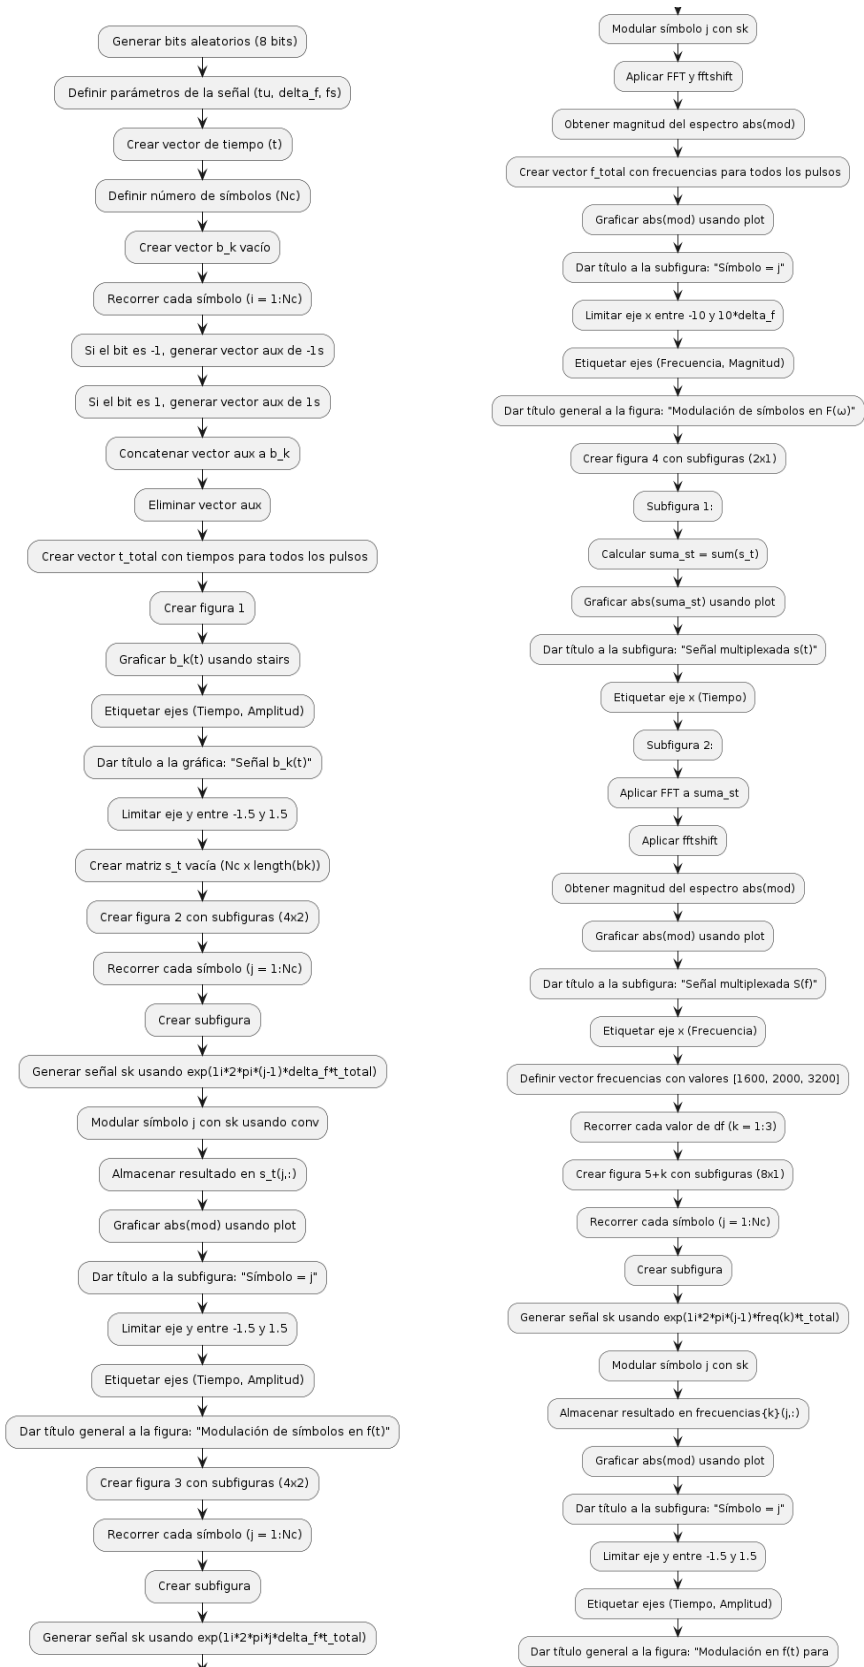 Generar bits aleatorios (8 bits)
Definir parámetros de la señal (tu, delta_f, fs)
Crear vector de tiempo (t)
Definir número de símbolos (Nc)
Crear vector b_k vacío
Recorrer cada símbolo (i = 1:Nc)
Si el bit es -1, generar vector aux de -1s
Si el bit es 1, generar vector aux de 1s
Concatenar vector aux a b_k
Eliminar vector aux
Crear vector t_total con tiempos para todos los pulsos
Crear figura 1
Graficar b_k(t) usando stairs
Etiquetar ejes (Tiempo, Amplitud)
Dar título a la gráfica: "Señal b_k(t)"
Limitar eje y entre -1.5 y 1.5
Crear matriz s_t vacía (Nc x length(bk))
Crear figura 2 con subfiguras (4x2)
Recorrer cada símbolo (j = 1:Nc)
Crear subfigura
Generar señal sk usando exp(1i*2*pi*(j-1)*delta_f*t_total)
Modular símbolo j con sk usando conv
Almacenar resultado en s_t(j,:)
Graficar abs(mod) usando plot
Dar título a la subfigura: "Símbolo = j"
Limitar eje y entre -1.5 y 1.5
Etiquetar ejes (Tiempo, Amplitud)
Dar título general a la figura: "Modulación de símbolos en f(t)"
Crear figura 3 con subfiguras (4x2)
Recorrer cada símbolo (j = 1:Nc)
Crear subfigura
Generar señal sk usando exp(1i*2*pi*j*delta_f*t_total)
Modular símbolo j con sk
Aplicar FFT y fftshift
Obtener magnitud del espectro abs(mod)
Crear vector f_total con frecuencias para todos los pulsos
Graficar abs(mod) usando plot
Dar título a la subfigura: "Símbolo = j"
Limitar eje x entre -10 y 10*delta_f
Etiquetar ejes (Frecuencia, Magnitud)
Dar título general a la figura: "Modulación de símbolos en F(ω)"
Crear figura 4 con subfiguras (2x1)
Subfigura 1:
Calcular suma_st = sum(s_t)
Graficar abs(suma_st) usando plot
Dar título a la subfigura: "Señal multiplexada s(t)"
Etiquetar eje x (Tiempo)
Subfigura 2:
Aplicar FFT a suma_st
Aplicar fftshift
Obtener magnitud del espectro abs(mod)
Graficar abs(mod) usando plot
Dar título a la subfigura: "Señal multiplexada S(f)"
Etiquetar eje x (Frecuencia)
Definir vector frecuencias con valores [1600, 2000, 3200]
Recorrer cada valor de df (k = 1:3)
Crear figura 5+k con subfiguras (8x1)
Recorrer cada símbolo (j = 1:Nc)
Crear subfigura
Generar señal sk usando exp(1i*2*pi*(j-1)*freq(k)*t_total)
Modular símbolo j con sk
Almacenar resultado en frecuencias{k}(j,:)
Graficar abs(mod) usando plot
Dar título a la subfigura: "Símbolo = j"
Limitar eje y entre -1.5 y 1.5
Etiquetar ejes (Tiempo, Amplitud)
Dar título general a la figura: "Modulación en f(t) para